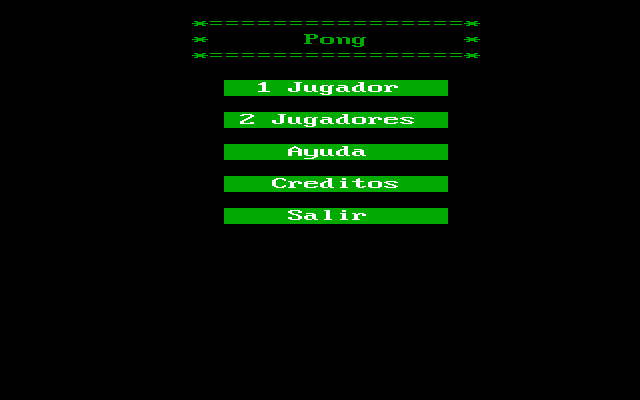 *================*
* Pong *
*================*
1 Jugador
2 Jugadores
Ayuda
Creditos
Salir